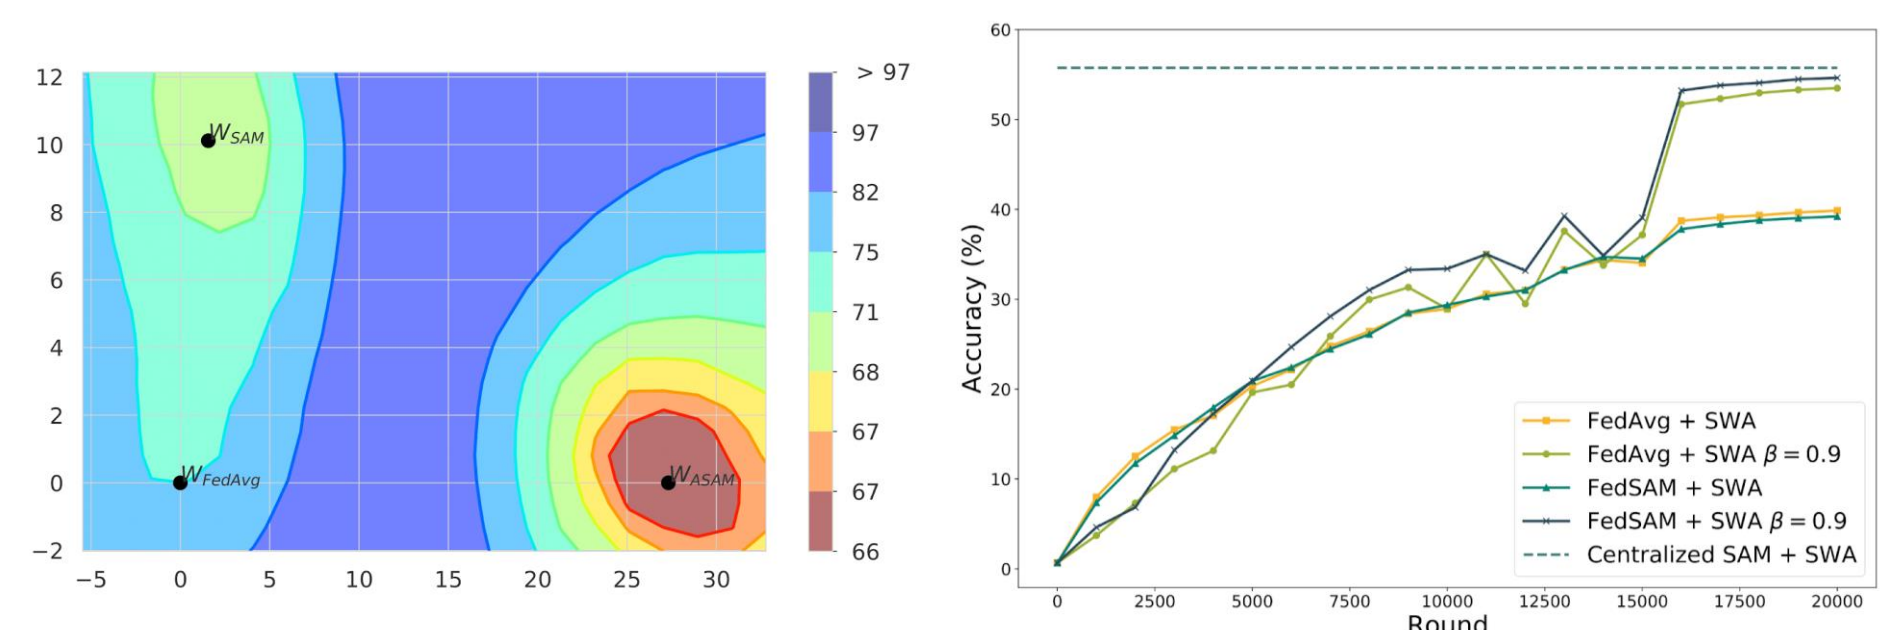 12
10
8
6
4
2
0
−2
−5 0 5 10 15 20 25 30
W_SAM
W_FedAvg
W_ASAM
> 97
97
82
75
71
68
67
67
66
Accuracy (%)
60
50
40
30
20
10
0
0 2500 5000 7500 10000 12500 15000 17500 20000
Round
FedAvg + SWA
FedAvg + SWA β = 0.9
FedSAM + SWA
FedSAM + SWA β = 0.9
Centralized SAM + SWA